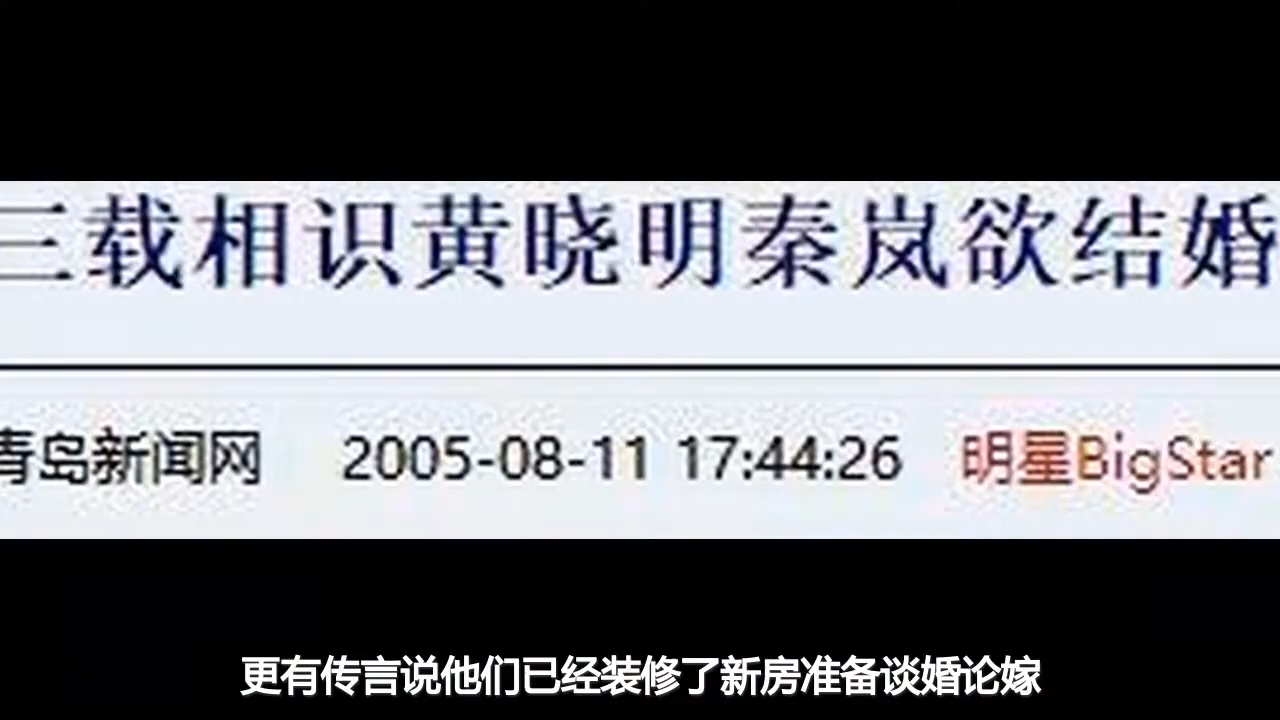 三载相识黄晓明秦岚欲结婚
青岛新闻网 2005-08-11 17:44:26 明星BigStar
更有传言说他们已经装修了新房准备谈婚论嫁